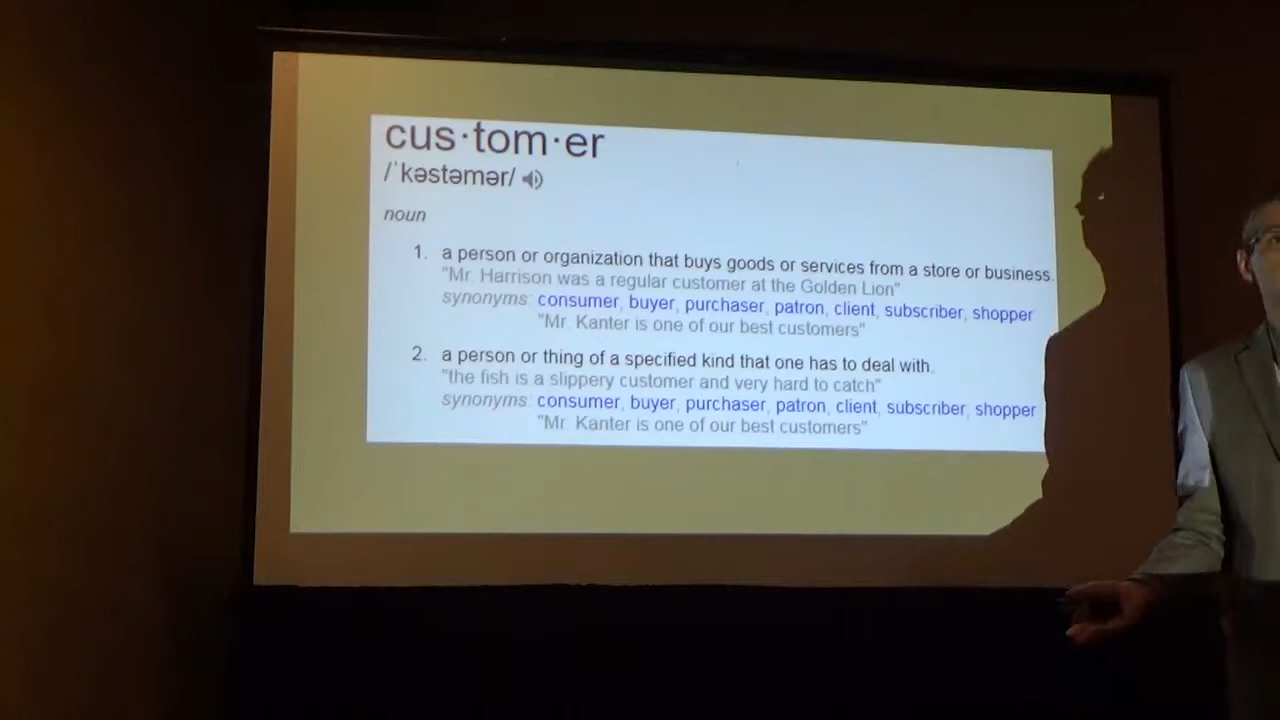 cus·tom·er
/ˈkəstəmər/
noun
1. a person or organization that buys goods or services from a store or business.
"Mr. Harrison was a regular customer at the Golden Lion"
synonyms: consumer, buyer, purchaser, patron, client, subscriber, shopper
"Mr. Kanter is one of our best customers"
2. a person or thing of a specified kind that one has to deal with.
"the fish is a slippery customer and very hard to catch"
synonyms: consumer, buyer, purchaser, patron, client, subscriber, shopper
"Mr. Kanter is one of our best customers"